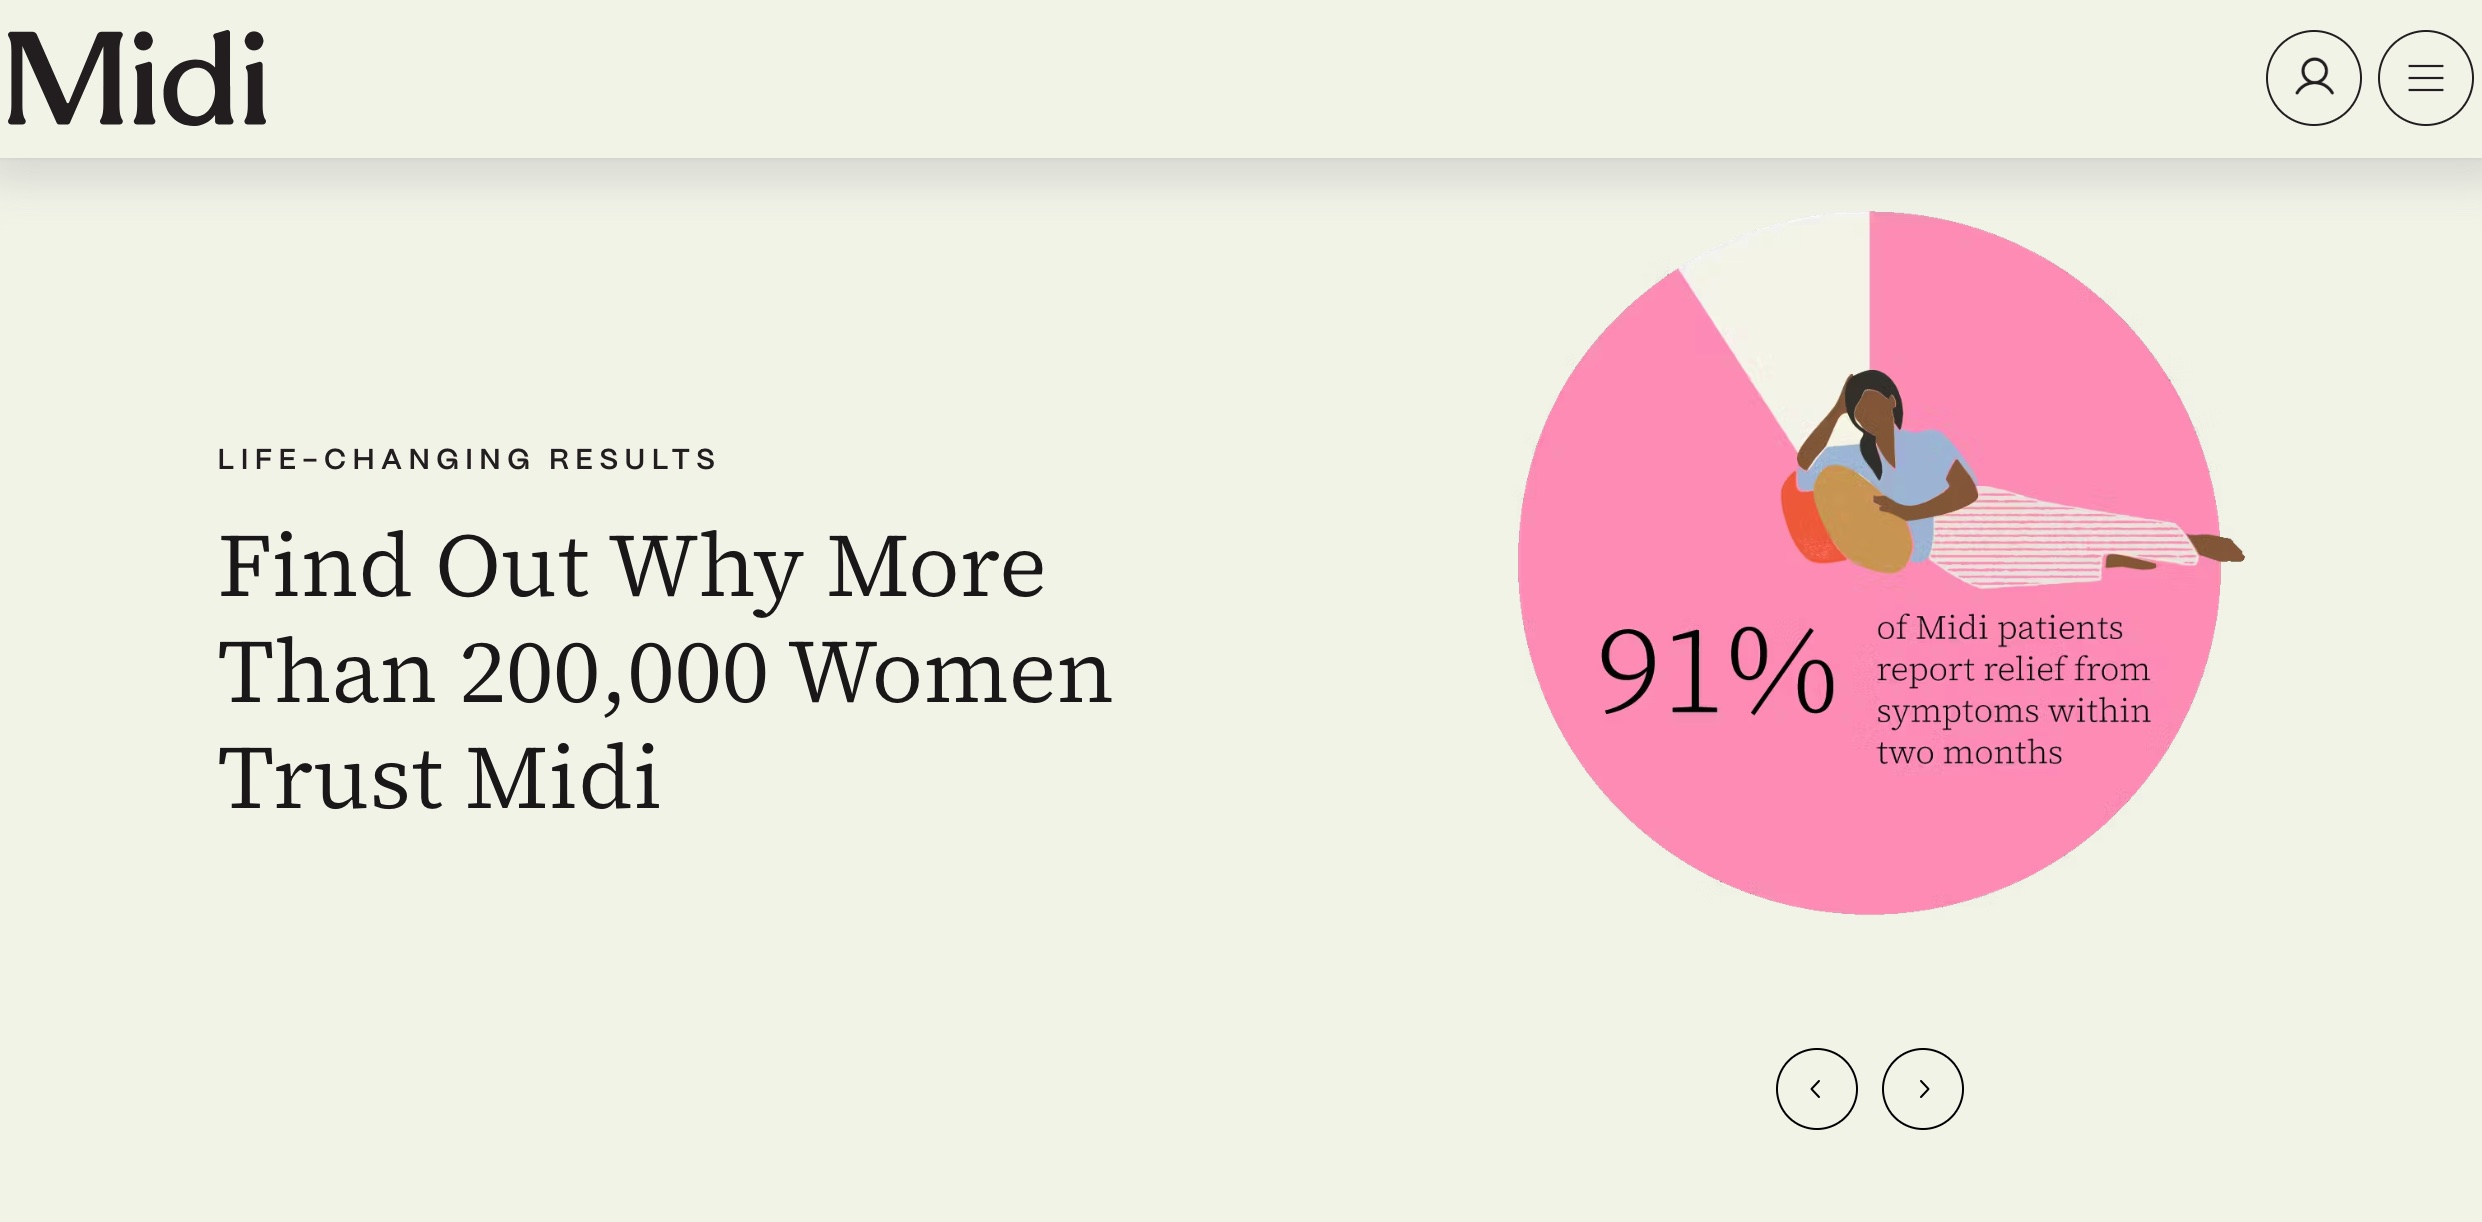 Midi
LIFE-CHANGING RESULTS
Find Out Why More
Than 200,000 Women
Trust Midi
91%
of Midi patients
report relief from
symptoms within
two months